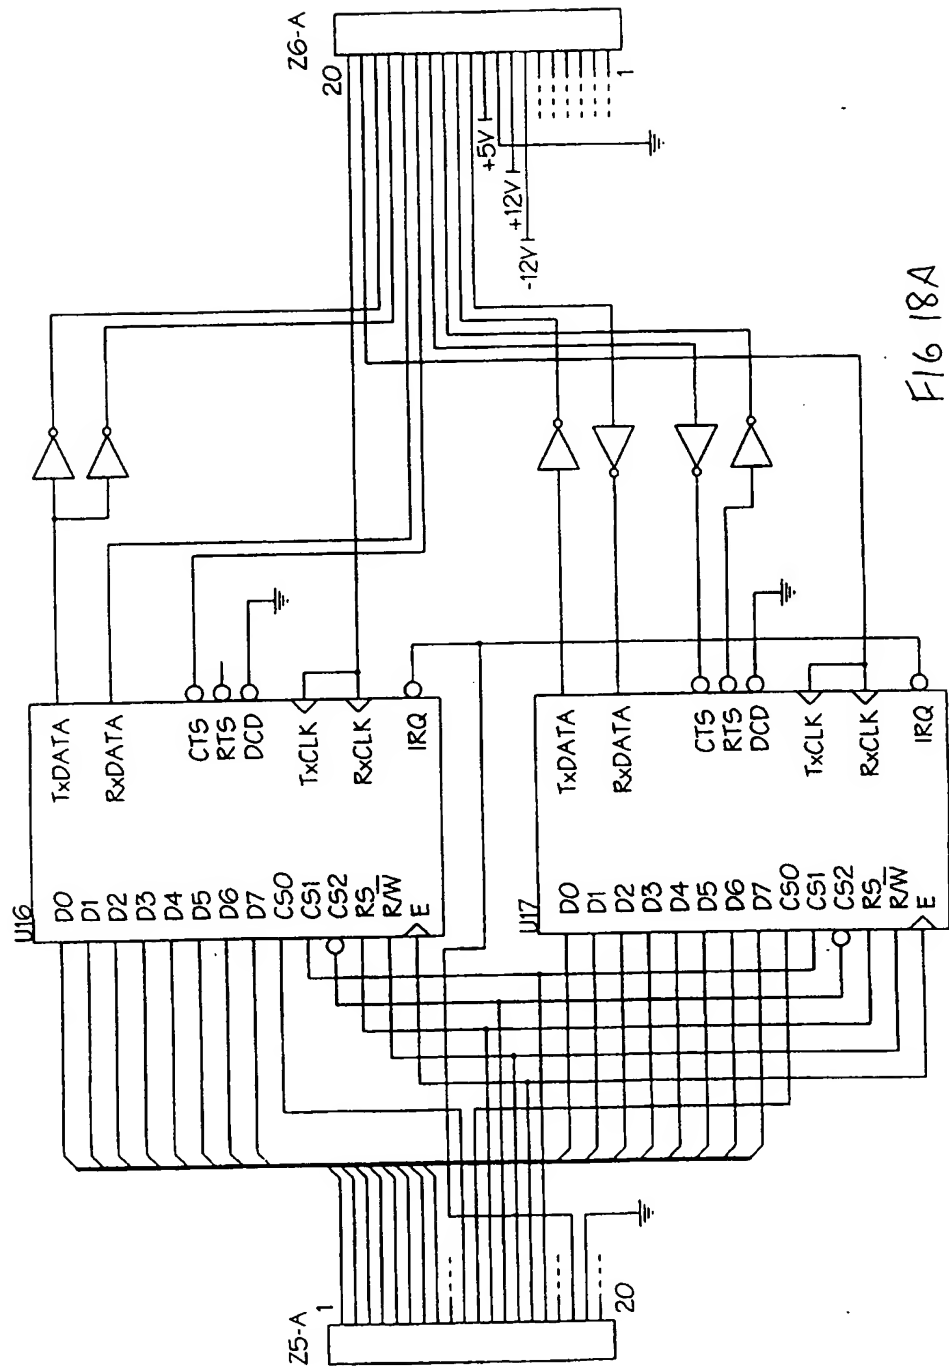 Z6-A
20
1
+5V
+12V
-12V
FIG 18A
U16
D0
D1
D2
D3
D4
D5
D6
D7
CS0
CS1
CS2
RS
R/W̅
E
TxDATA
RxDATA
CTS
RTS
DCD
TxCLK
RxCLK
IRQ
U17
D0
D1
D2
D3
D4
D5
D6
D7
CS0
CS1
CS2
RS
R/W̅
E
TxDATA
RxDATA
CTS
RTS
DCD
TxCLK
RxCLK
IRQ
Z5-A
1
20